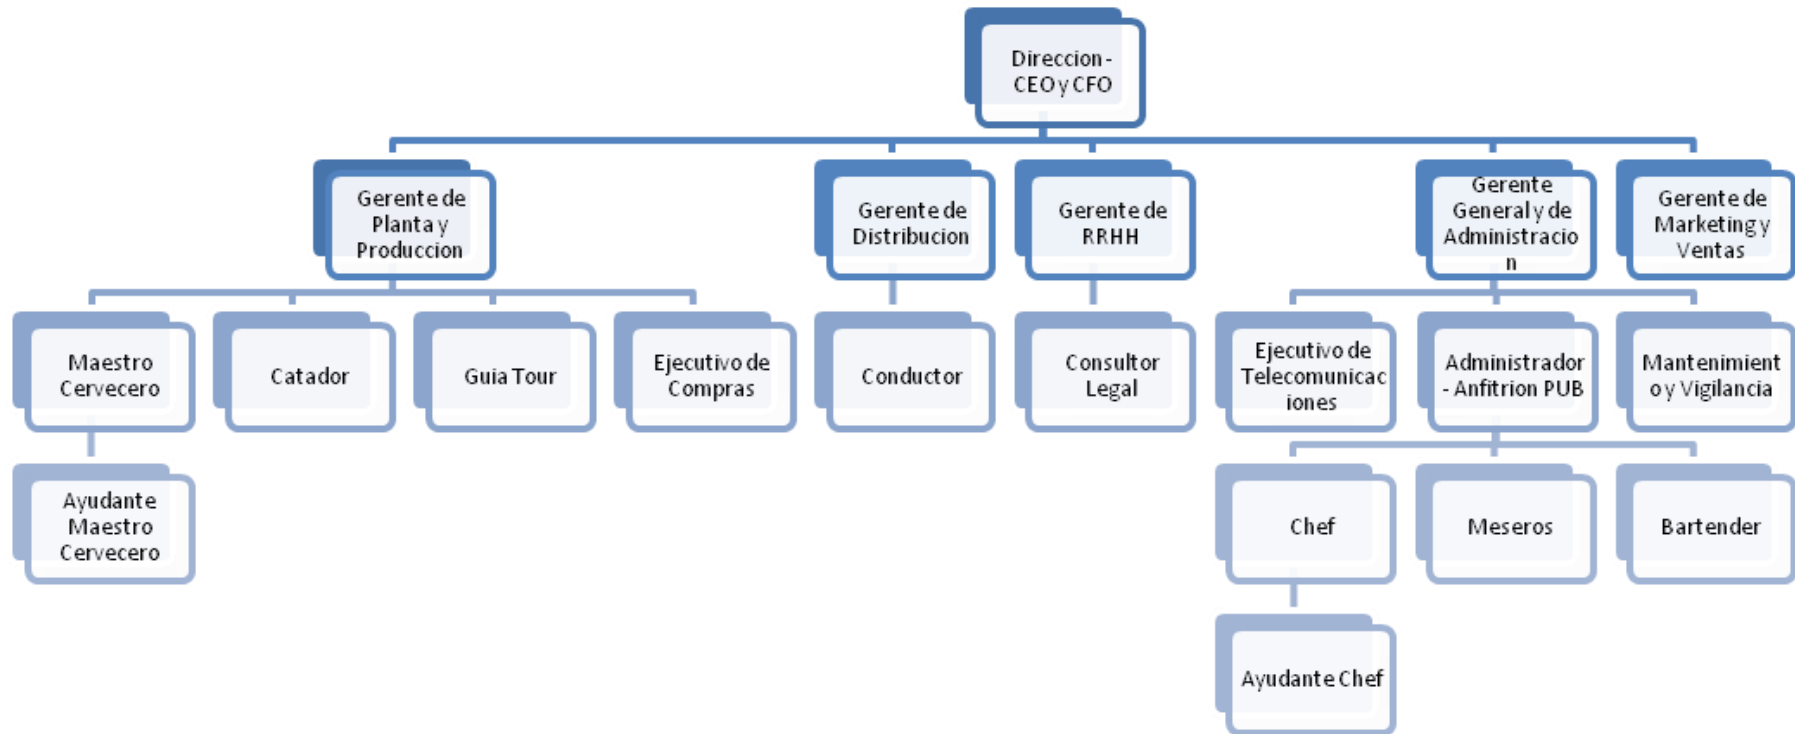 Direccion -
CEO y CFO
Gerente de
Planta y
Produccion
Gerente de
Distribucion
Gerente de
RRHH
Gerente
General y de
Administracio
n
Gerente de
Marketing y
Ventas
Maestro
Cervecero
Catador
Guia Tour
Ejecutivo de
Compras
Conductor
Consultor
Legal
Ejecutivo de
Telecomunicac
iones
Administrador
- Anfitrion PUB
Mantenimient
o y Vigilancia
Ayudante
Maestro
Cervecero
Chef
Meseros
Bartender
Ayudante Chef